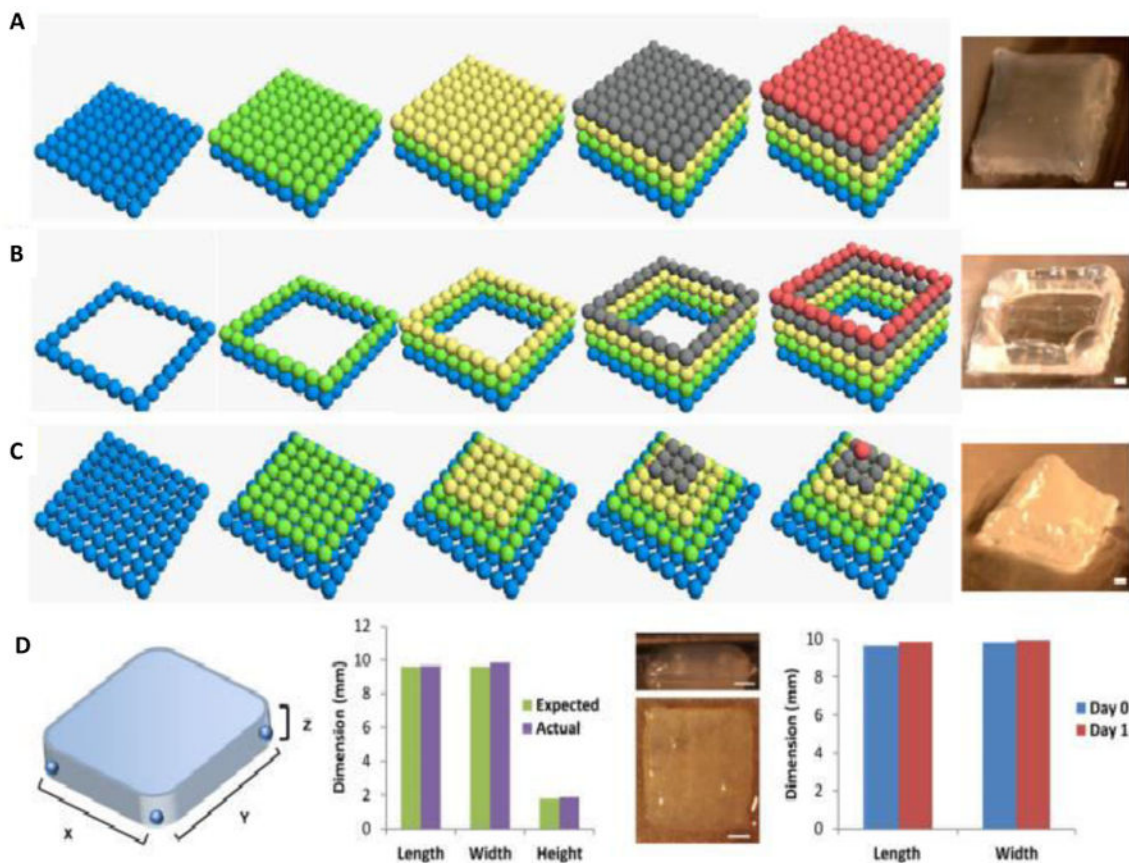 A
B
C
D
X
Y
Z
Dimension (mm)
12
10
8
6
4
2
0
Length Width Height
Expected
Actual
Dimension (mm)
10
8
6
4
2
0
Length Width
Day 0
Day 1